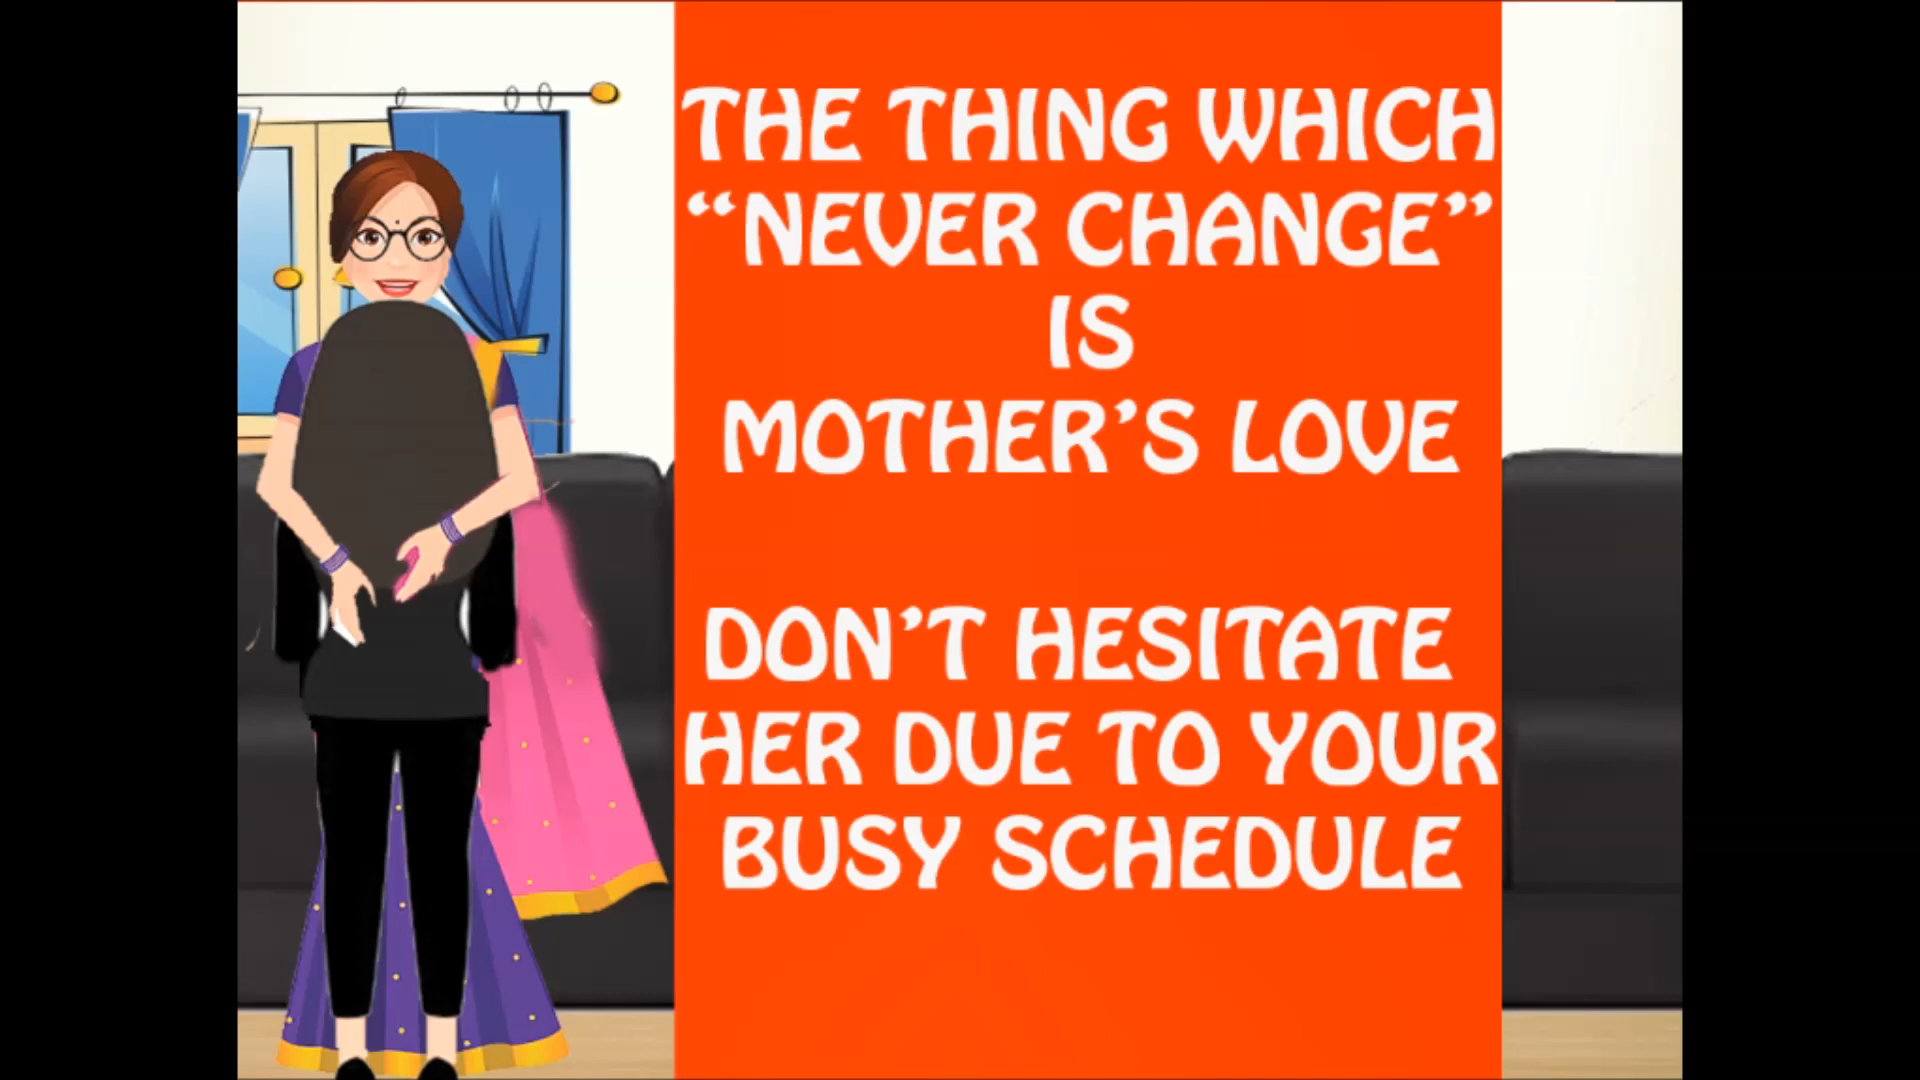 THE THING WHICH
“NEVER CHANGE”
IS
MOTHER’S LOVE
DON’T HESITATE
HER DUE TO YOUR
BUSY SCHEDULE